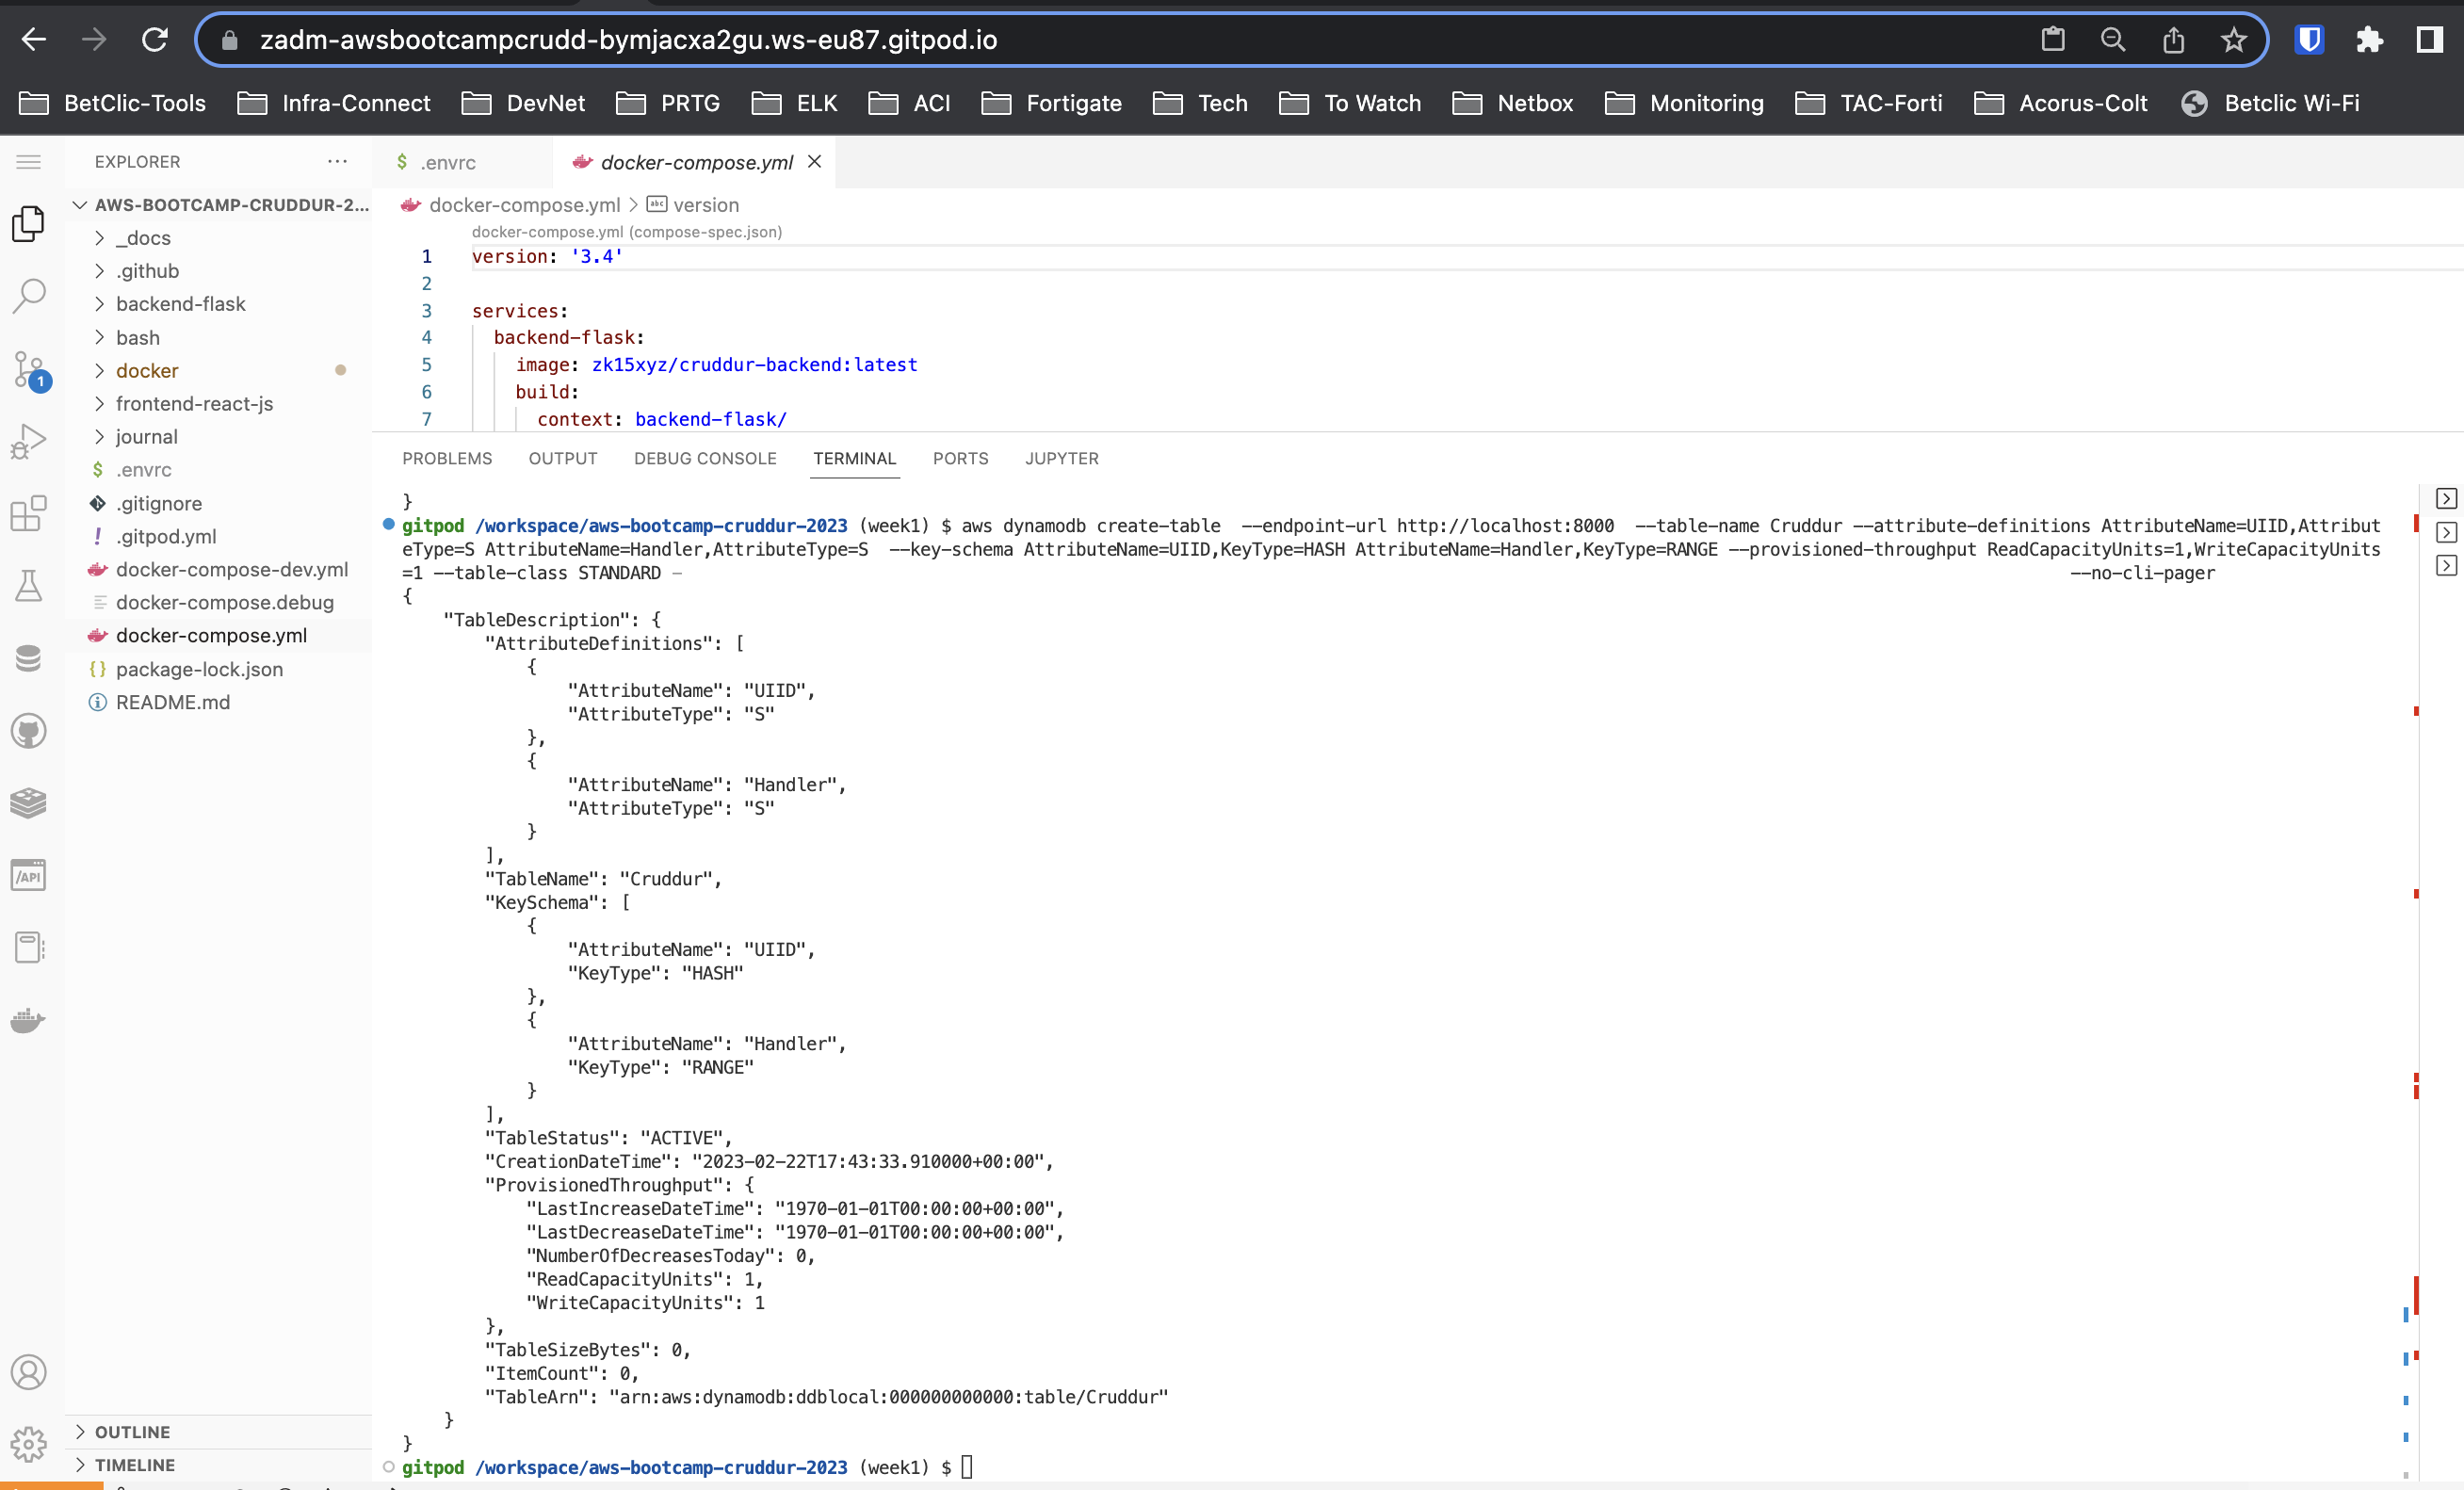 zadm-awsbootcampcrudd-bymjacxa2gu.ws-eu87.gitpod.io
BetClic-Tools Infra-Connect DevNet PRTG ELK ACI Fortigate Tech To Watch Netbox Monitoring TAC-Forti Acorus-Colt Betclic Wi-Fi
EXPLORER ···
$ .envrc docker-compose.yml
AWS-BOOTCAMP-CRUDDUR-2...
_docs
.github
backend-flask
bash
docker
frontend-react-js
journal
$ .envrc
.gitignore
! .gitpod.yml
docker-compose-dev.yml
docker-compose.debug
docker-compose.yml
{} package-lock.json
README.md
OUTLINE
TIMELINE
1
/API
docker-compose.yml > abc version
docker-compose.yml (compose-spec.json)
1 version: '3.4'
2
3 services:
4 backend-flask:
5 image: zk15xyz/cruddur-backend:latest
6 build:
7 context: backend-flask/
PROBLEMS OUTPUT DEBUG CONSOLE TERMINAL PORTS JUPYTER
}
gitpod /workspace/aws-bootcamp-cruddur-2023 (week1) $ aws dynamodb create-table --endpoint-url http://localhost:8000 --table-name Cruddur --attribute-definitions AttributeName=UIID,Attribut
eType=S AttributeName=Handler,AttributeType=S --key-schema AttributeName=UIID,KeyType=HASH AttributeName=Handler,KeyType=RANGE --provisioned-throughput ReadCapacityUnits=1,WriteCapacityUnits
=1 --table-class STANDARD – --no-cli-pager
{
"TableDescription": {
"AttributeDefinitions": [
{
"AttributeName": "UIID",
"AttributeType": "S"
},
{
"AttributeName": "Handler",
"AttributeType": "S"
}
],
"TableName": "Cruddur",
"KeySchema": [
{
"AttributeName": "UIID",
"KeyType": "HASH"
},
{
"AttributeName": "Handler",
"KeyType": "RANGE"
}
],
"TableStatus": "ACTIVE",
"CreationDateTime": "2023-02-22T17:43:33.910000+00:00",
"ProvisionedThroughput": {
"LastIncreaseDateTime": "1970-01-01T00:00:00+00:00",
"LastDecreaseDateTime": "1970-01-01T00:00:00+00:00",
"NumberOfDecreasesToday": 0,
"ReadCapacityUnits": 1,
"WriteCapacityUnits": 1
},
"TableSizeBytes": 0,
"ItemCount": 0,
"TableArn": "arn:aws:dynamodb:ddblocal:000000000000:table/Cruddur"
}
}
gitpod /workspace/aws-bootcamp-cruddur-2023 (week1) $